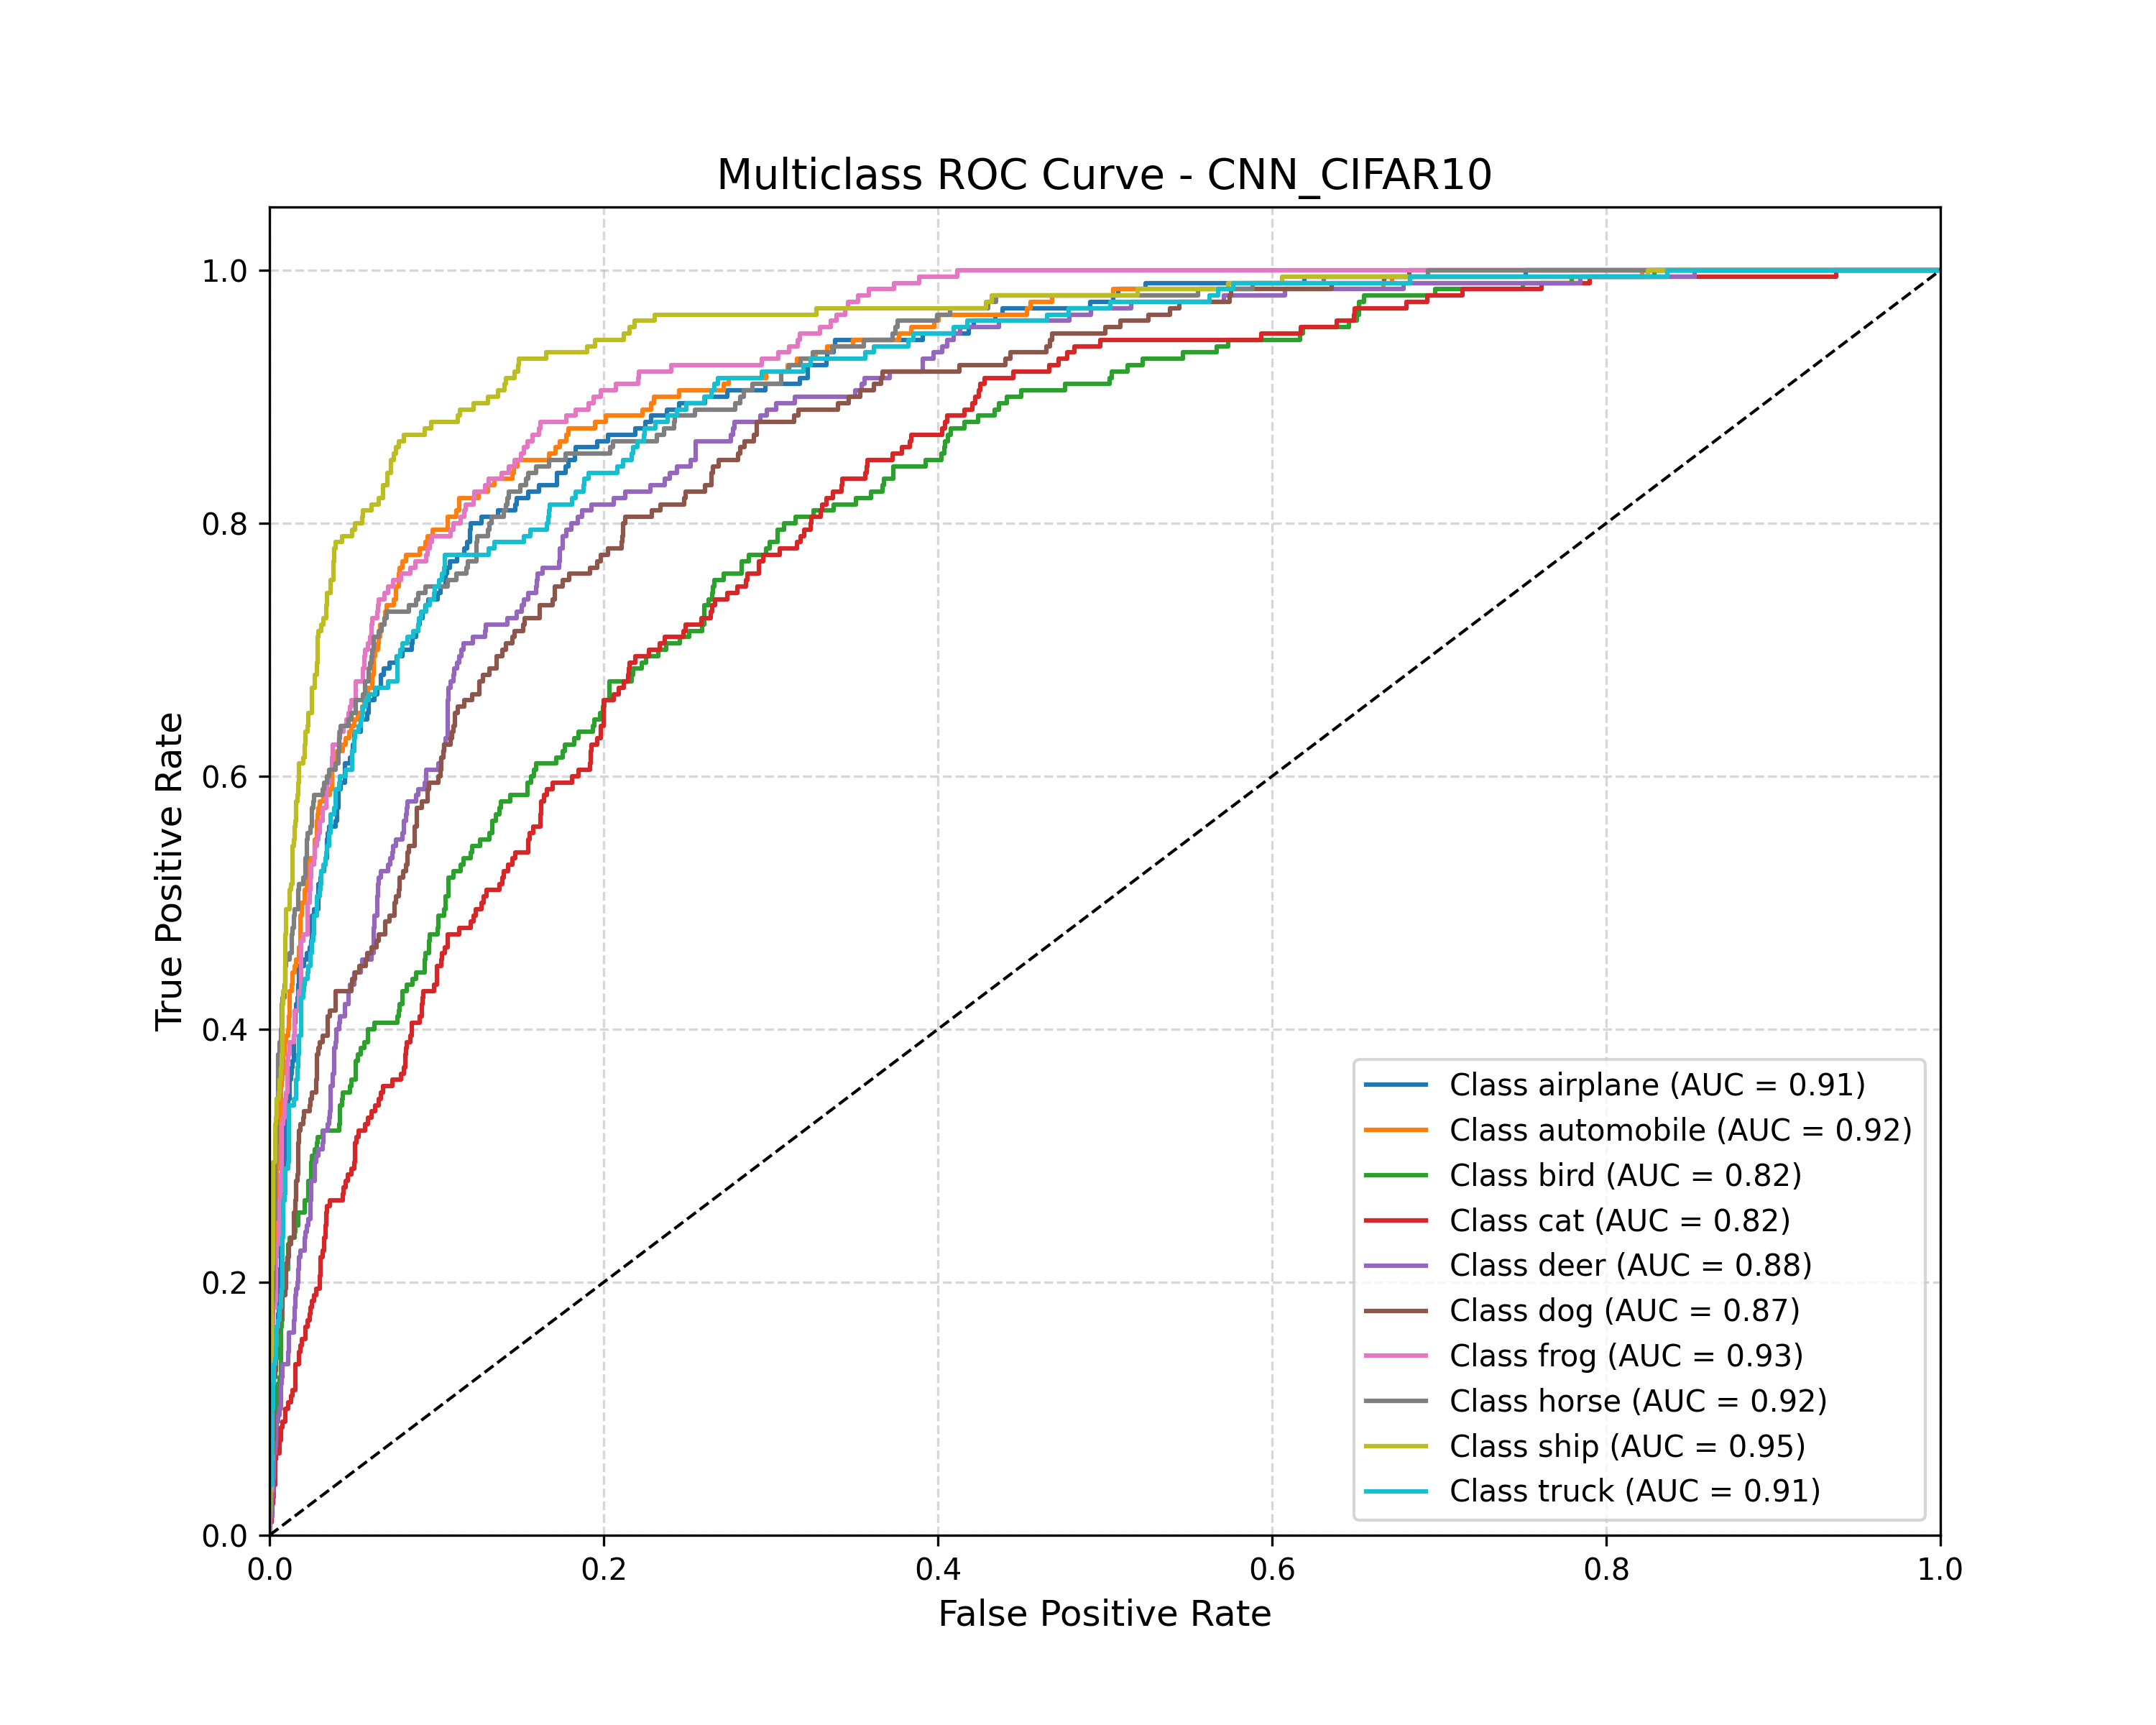 Multiclass ROC Curve - CNN_CIFAR10
True Positive Rate
1.0
0.8
0.6
0.4
0.2
0.0
Class airplane (AUC = 0.91)
Class automobile (AUC = 0.92)
Class bird (AUC = 0.82)
Class cat (AUC = 0.82)
Class deer (AUC = 0.88)
Class dog (AUC = 0.87)
Class frog (AUC = 0.93)
Class horse (AUC = 0.92)
Class ship (AUC = 0.95)
Class truck (AUC = 0.91)
0.0 0.2 0.4 0.6 0.8 1.0
False Positive Rate